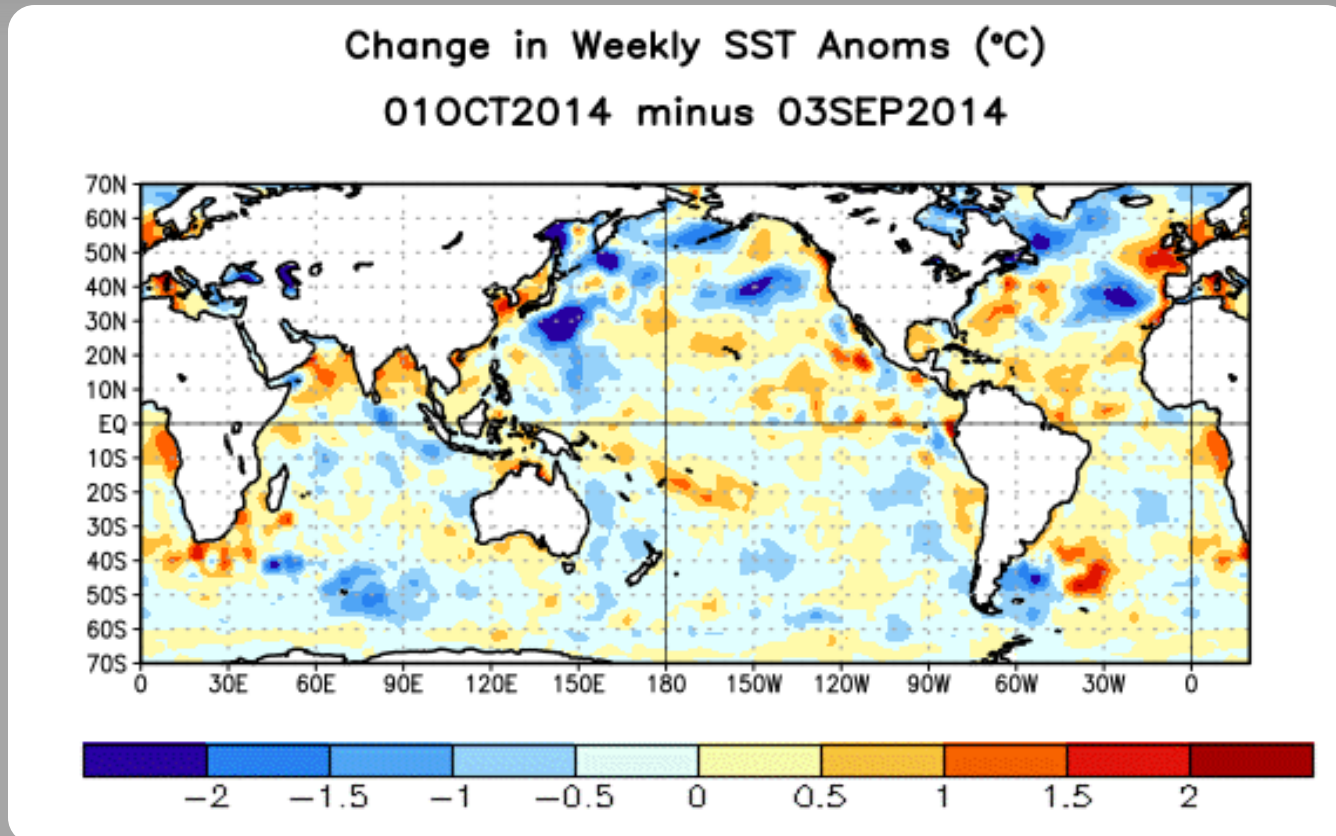 Change in Weekly SST Anoms (°C)
01OCT2014 minus 03SEP2014
70N
60N
50N
40N
30N
20N
10N
EQ
10S
20S
30S
40S
50S
60S
70S
0 30E 60E 90E 120E 150E 180 150W 120W 90W 60W 30W 0
−2 −1.5 −1 −0.5 0 0.5 1 1.5 2